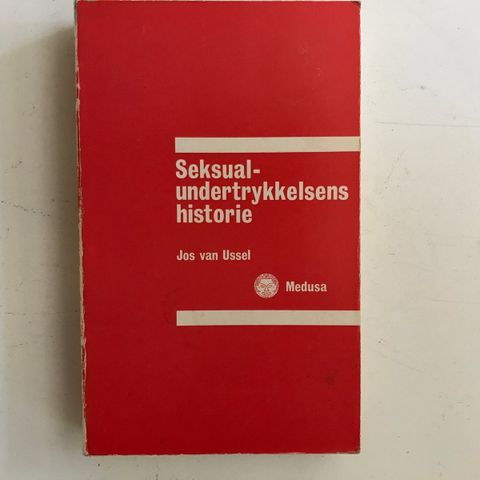 Seksual-
undertrykkelsens
historie
Jos van Ussel
Medusa